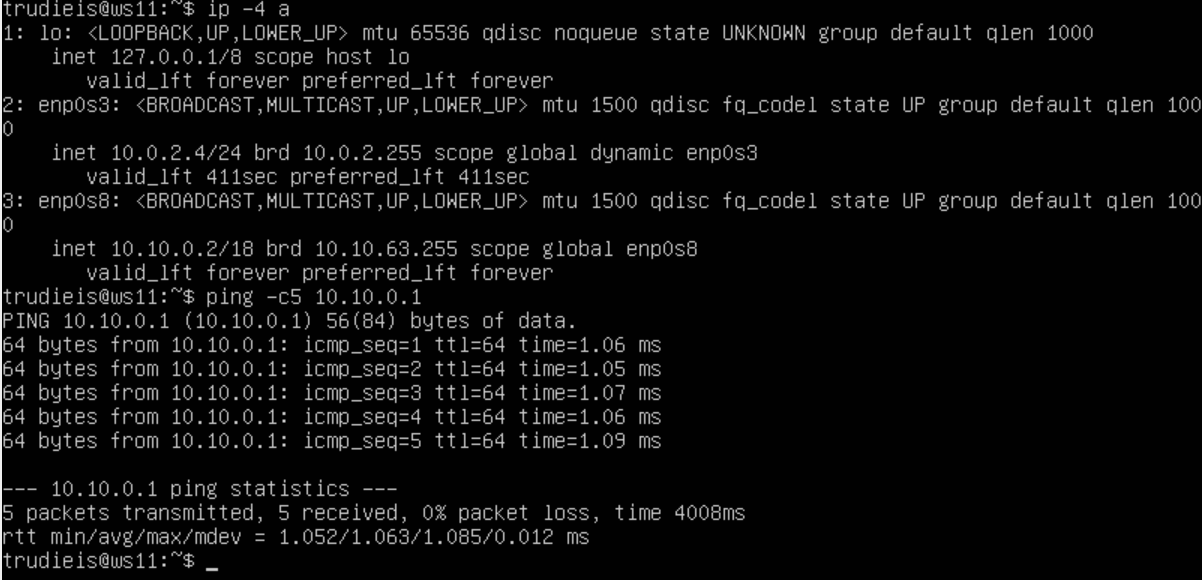 trudieis@ws11:~$ ip -4 a
1: lo: <LOOPBACK,UP,LOWER_UP> mtu 65536 qdisc noqueue state UNKNOWN group default qlen 1000
    inet 127.0.0.1/8 scope host lo
       valid_lft forever preferred_lft forever
2: enp0s3: <BROADCAST,MULTICAST,UP,LOWER_UP> mtu 1500 qdisc fq_codel state UP group default qlen 100
0
    inet 10.0.2.4/24 brd 10.0.2.255 scope global dynamic enp0s3
       valid_lft 411sec preferred_lft 411sec
3: enp0s8: <BROADCAST,MULTICAST,UP,LOWER_UP> mtu 1500 qdisc fq_codel state UP group default qlen 100
0
    inet 10.10.0.2/18 brd 10.10.63.255 scope global enp0s8
       valid_lft forever preferred_lft forever
trudieis@ws11:~$ ping -c5 10.10.0.1
PING 10.10.0.1 (10.10.0.1) 56(84) bytes of data.
64 bytes from 10.10.0.1: icmp_seq=1 ttl=64 time=1.06 ms
64 bytes from 10.10.0.1: icmp_seq=2 ttl=64 time=1.05 ms
64 bytes from 10.10.0.1: icmp_seq=3 ttl=64 time=1.07 ms
64 bytes from 10.10.0.1: icmp_seq=4 ttl=64 time=1.06 ms
64 bytes from 10.10.0.1: icmp_seq=5 ttl=64 time=1.09 ms

--- 10.10.0.1 ping statistics ---
5 packets transmitted, 5 received, 0% packet loss, time 4008ms
rtt min/avg/max/mdev = 1.052/1.063/1.085/0.012 ms
trudieis@ws11:~$ _